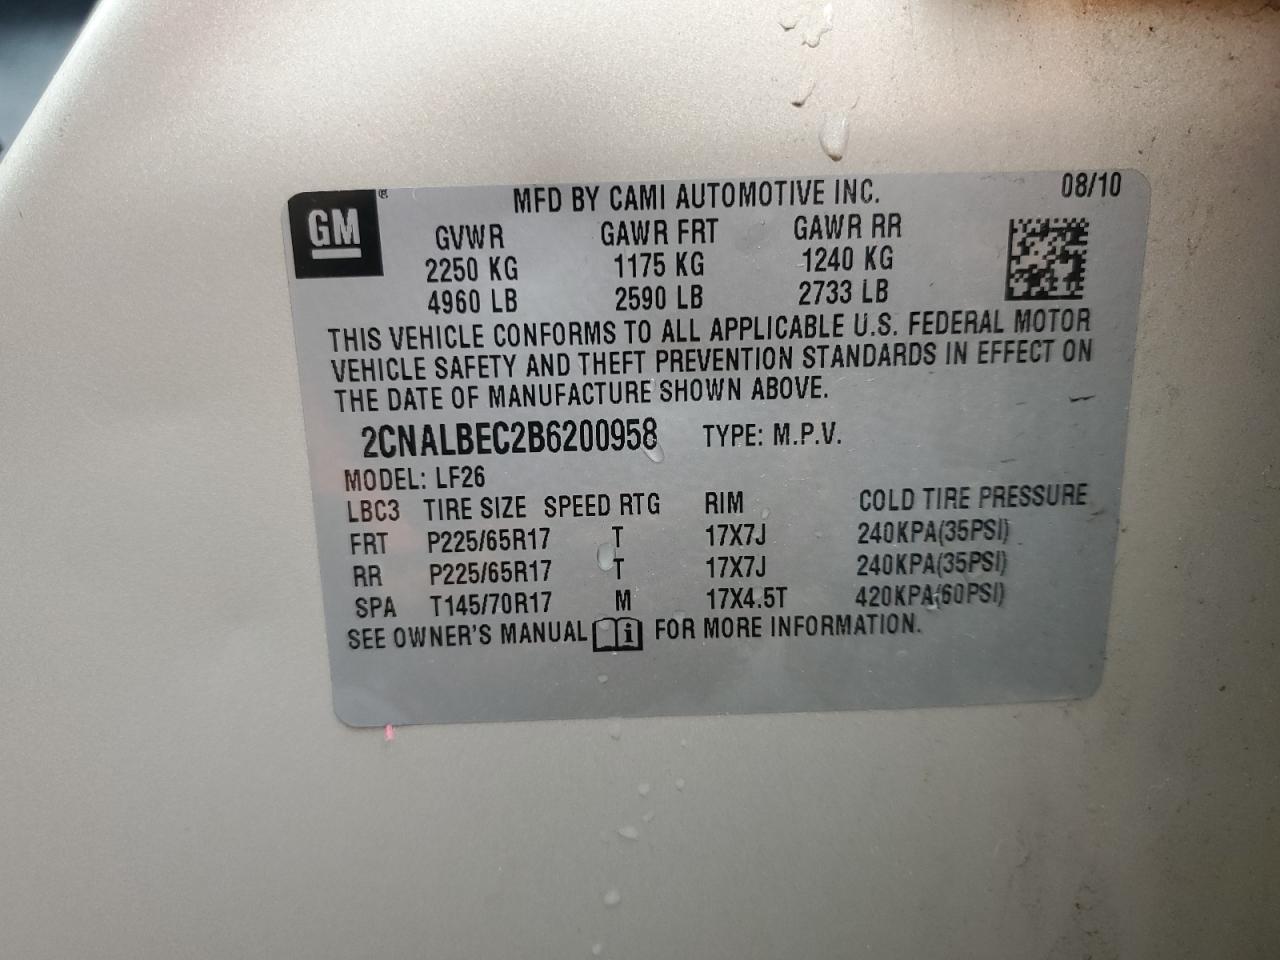 GM ® MFD BY CAMI AUTOMOTIVE INC. 08/10
GVWR GAWR FRT GAWR RR
2250 KG 1175 KG 1240 KG
4960 LB 2590 LB 2733 LB
THIS VEHICLE CONFORMS TO ALL APPLICABLE U.S. FEDERAL MOTOR
VEHICLE SAFETY AND THEFT PREVENTION STANDARDS IN EFFECT ON
THE DATE OF MANUFACTURE SHOWN ABOVE.
2CNALBEC2B6200958 TYPE: M.P.V.
MODEL: LF26
LBC3 TIRE SIZE SPEED RTG RIM COLD TIRE PRESSURE
FRT P225/65R17 T 17X7J 240KPA(35PSI)
RR P225/65R17 T 17X7J 240KPA(35PSI)
SPA T145/70R17 M 17X4.5T 420KPA(60PSI)
SEE OWNER'S MANUAL FOR MORE INFORMATION.